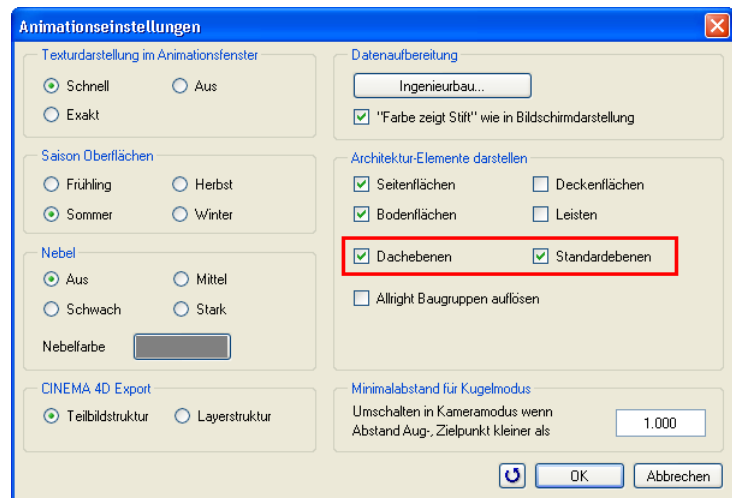 Animationseinstellungen
Texturdarstellung im Animationsfenster
Schnell
Aus
Exakt
Saison Oberflächen
Frühling
Herbst
Sommer
Winter
Nebel
Aus
Mittel
Schwach
Stark
Nebelfarbe
CINEMA 4D Export
Teilbildstruktur
Layerstruktur
Datenaufbereitung
Ingenieurbau...
"Farbe zeigt Stift" wie in Bildschirmdarstellung
Architektur-Elemente darstellen
Seitenflächen
Deckenflächen
Bodenflächen
Leisten
Dachebenen
Standardebenen
Allright Baugruppen auflösen
Minimalabstand für Kugelmodus
Umschalten in Kameramodus wenn
Abstand Aug-, Zielpunkt kleiner als
1.000
OK
Abbrechen